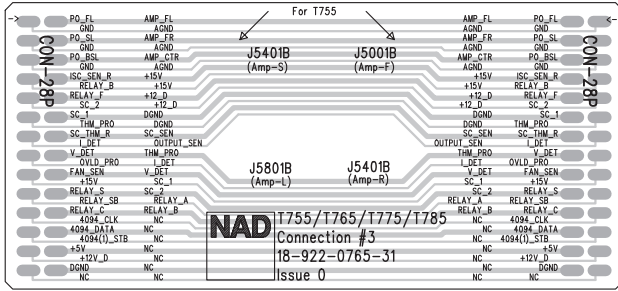 For T755
PO_FL AMP_FL AMP_FL PO_FL
GND AGND AGND GND
PO_SL AMP_FR AMP_FR PO_SL
GND AGND AGND GND
PO_BSL AMP_CTR J5401B J5001B AMP_CTR PO_BSL
GND AGND (Amp-S) (Amp-F) AGND GND
ISC_SEN_R +15V +15V ISC_SEN_R
RELAY_B +15V +15V RELAY_B
RELAY_F +12_D +12_D RELAY_F
SC_2 +12_D +12_D SC_2
SC_1 DGND DGND SC_1
THM_PRO DGND DGND THM_PRO
SC_THM_R SC_SEN SC_SEN SC_THM_R
I_DET OUTPUT_SEN OUTPUT_SEN I_DET
V_DET THM_PRO THM_PRO V_DET
OVLD_PRO I_DET I_DET OVLD_PRO
FAN_SEN V_DET J5801B J5401B V_DET FAN_SEN
+15V SC_1 (Amp-L) (Amp-R) SC_1 +15V
RELAY_S SC_2 SC_2 RELAY_S
RELAY_SB RELAY_A RELAY_A RELAY_SB
RELAY_C RELAY_B RELAY_B RELAY_C
4094_CLK NC NC 4094_CLK
4094_DATA NC NC 4094_DATA
4094(1)_STB NC NC 4094(1)_STB
+5V NC NC +5V
+12V_D NC NC +12V_D
DGND NC NC DGND
NC NC NC NC
CON-28P
CON-28P
NAD
T755/T765/T775/T785
Connection #3
18-922-0765-31
Issue 0